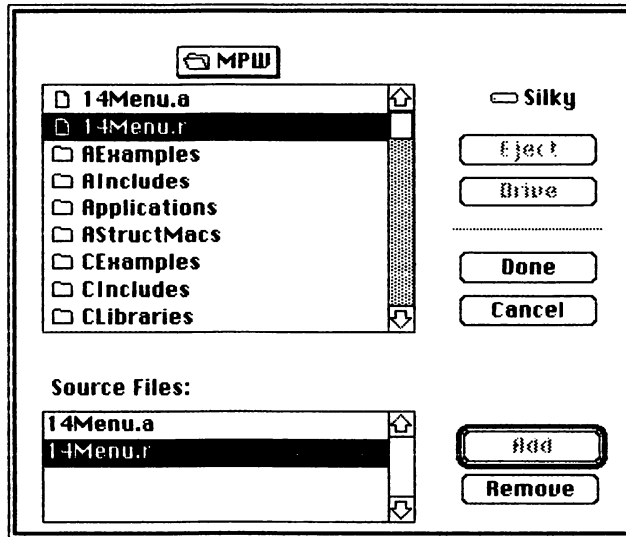 MPW
14Menu.a
14Menu.r
AExamples
AIncludes
Applications
AStructMacs
CExamples
CIncludes
CLibraries
Silky
Eject
Drive
Done
Cancel
Source Files:
14Menu.a
14Menu.r
Add
Remove